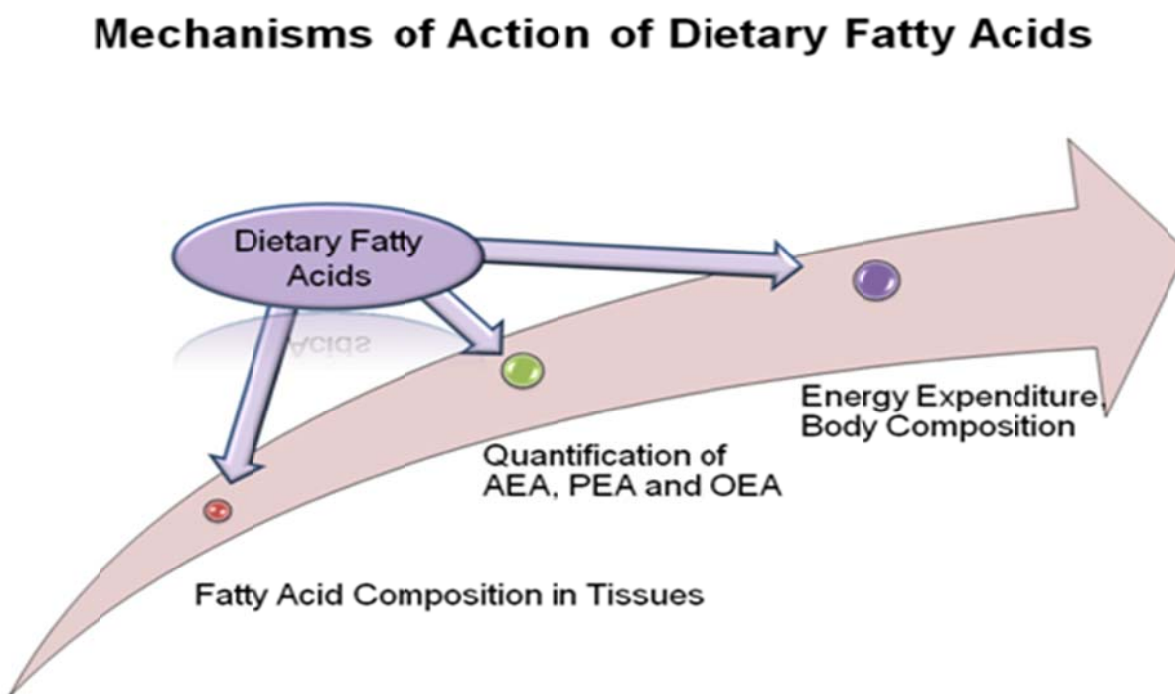 Mechanisms of Action of Dietary Fatty Acids
Dietary Fatty
Acids
Acids
Energy Expenditure,
Body Composition
Quantification of
AEA, PEA and OEA
Fatty Acid Composition in Tissues